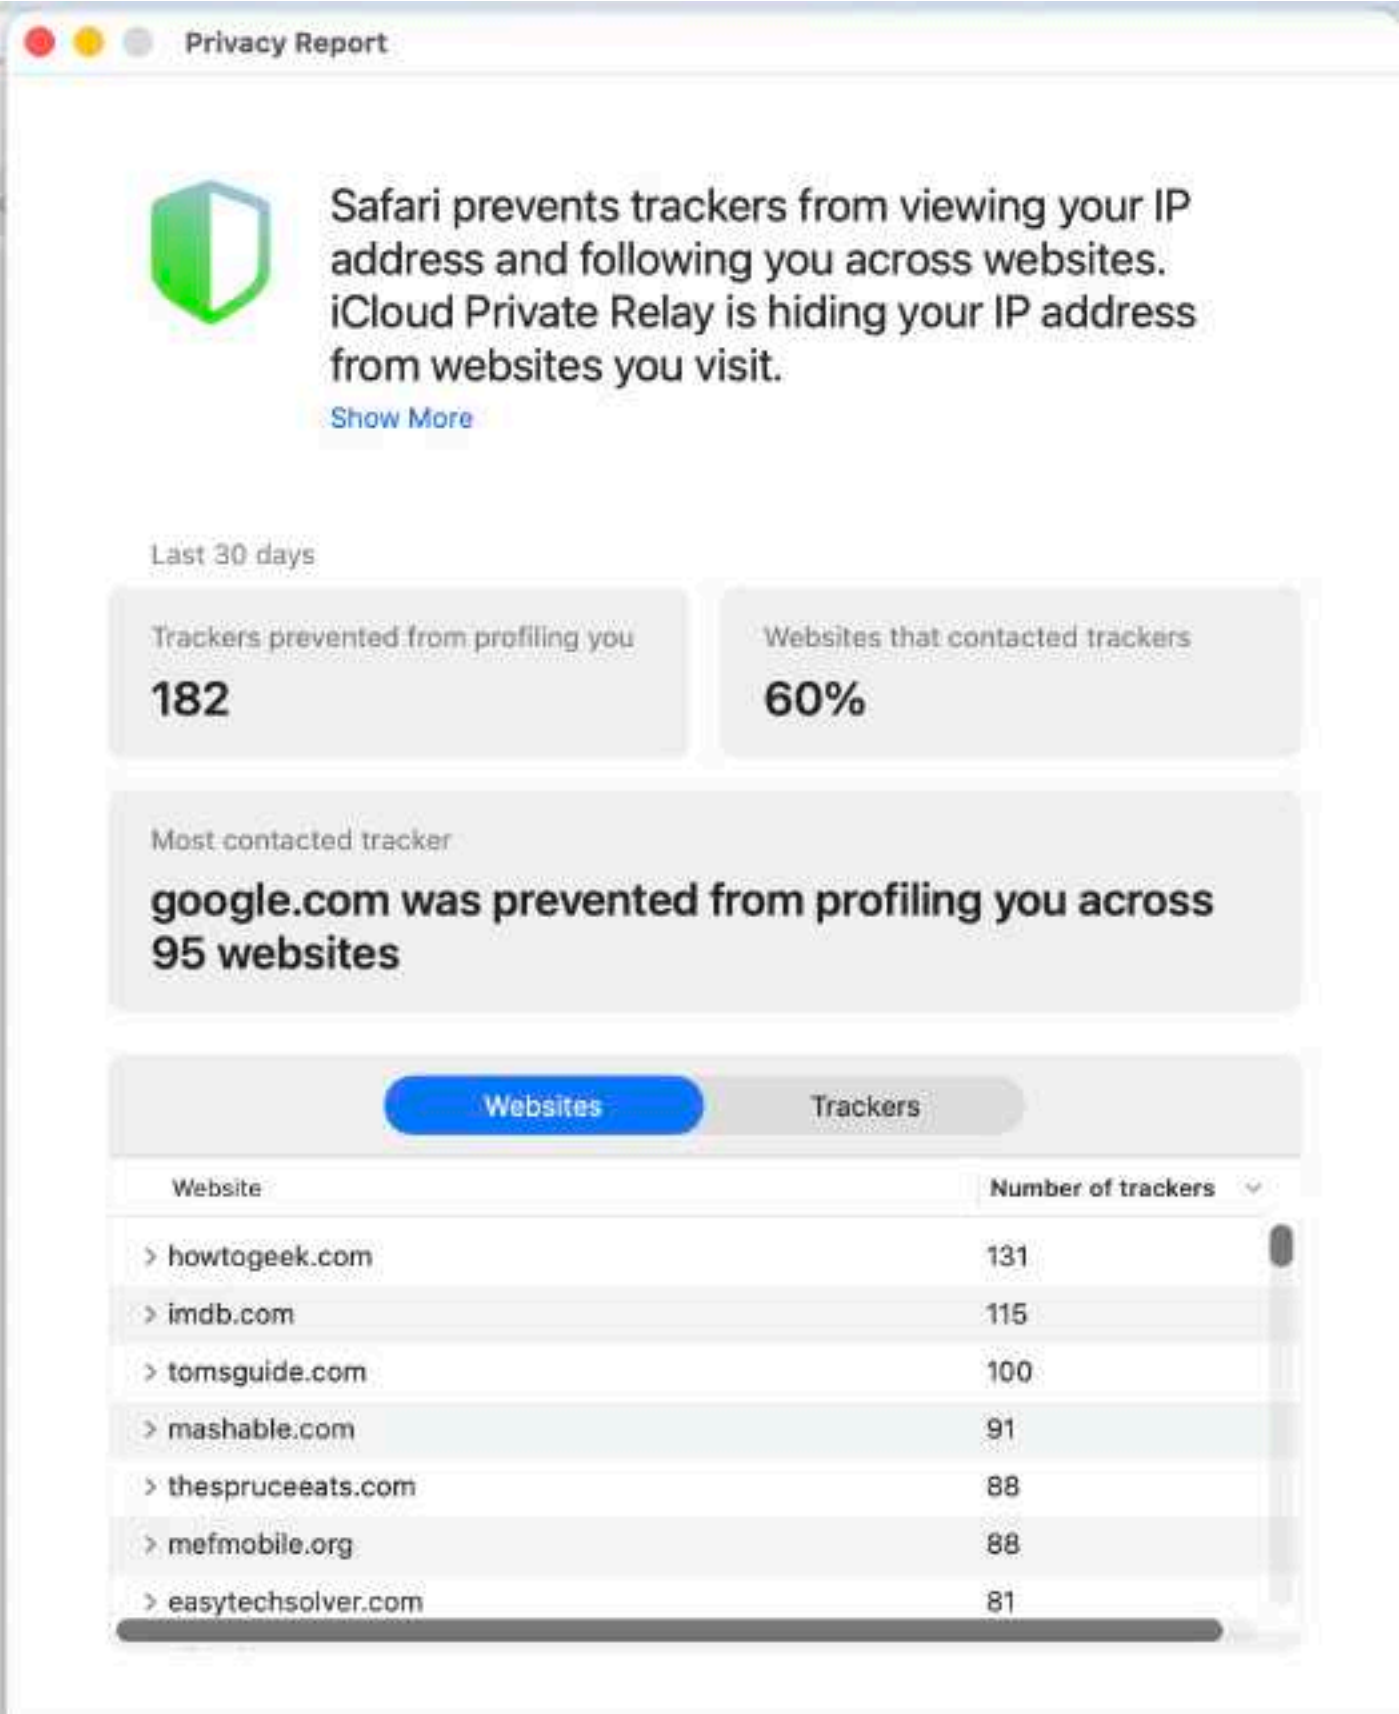 Privacy Report
Safari prevents trackers from viewing your IP
address and following you across websites.
iCloud Private Relay is hiding your IP address
from websites you visit.
Show More
Last 30 days
Trackers prevented from profiling you
182
Websites that contacted trackers
60%
Most contacted tracker
google.com was prevented from profiling you across
95 websites
Websites Trackers
Website Number of trackers
howtogeek.com 131
imdb.com 115
tomsguide.com 100
mashable.com 91
thespruceeats.com 88
mefmobile.org 88
easytechsolver.com 81